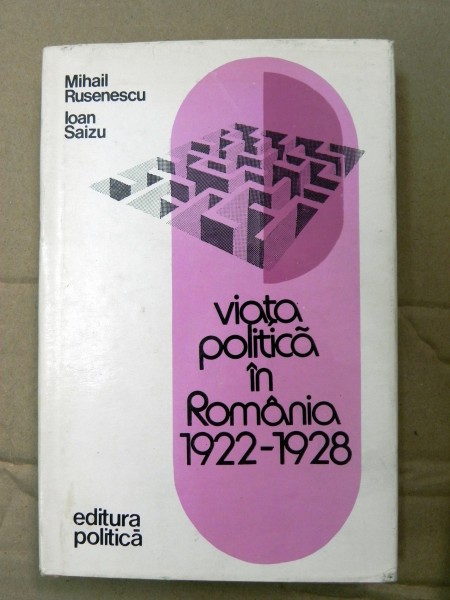 Mihail
Rusenescu
Ioan
Saizu
viața
politică
în
România
1922-1928
editura
politică